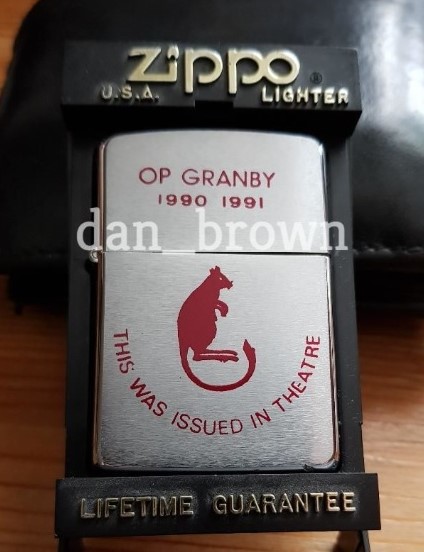 Zippo®
U.S.A. LIGHTER
OP GRANBY
1990 1991
dan_brown
THIS WAS ISSUED IN THEATRE
LIFETIME GUARANTEE